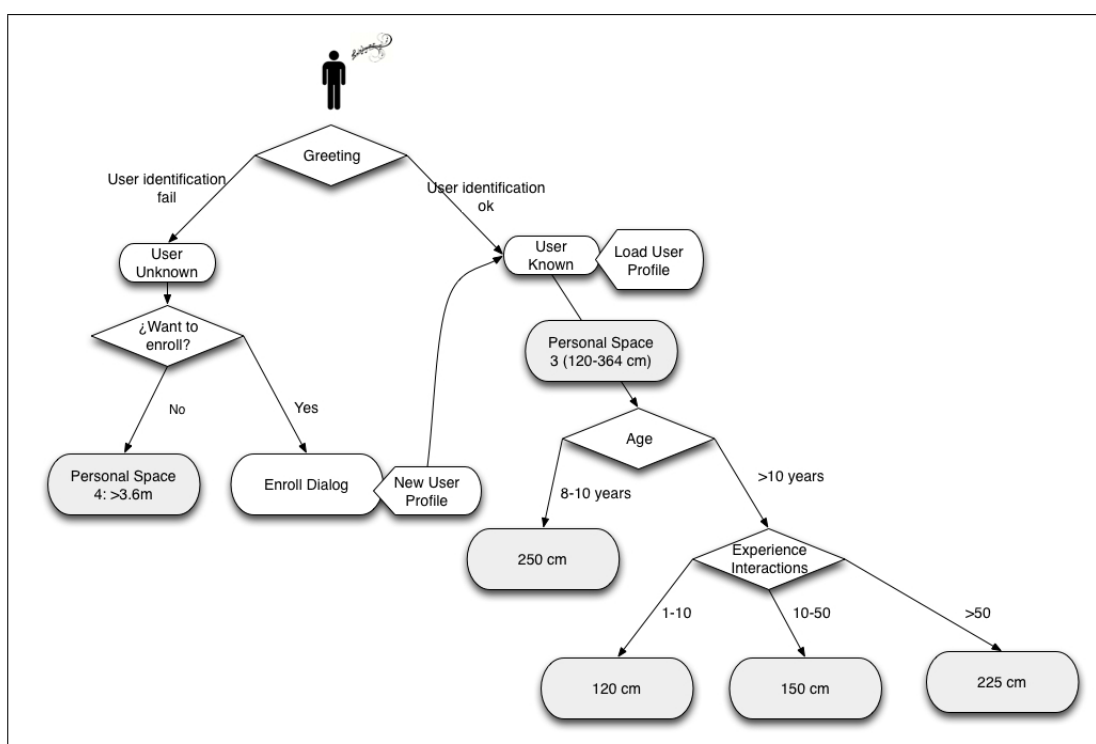 Greeting
User identification
fail
User identification
ok
User
Unknown
User
Known
Load User
Profile
¿Want to
enroll?
Personal Space
3 (120-364 cm)
No
Yes
Age
Personal Space
4: >3.6m
Enroll Dialog
New User
Profile
8-10 years
>10 years
250 cm
Experience
Interactions
1-10
10-50
>50
120 cm
150 cm
225 cm